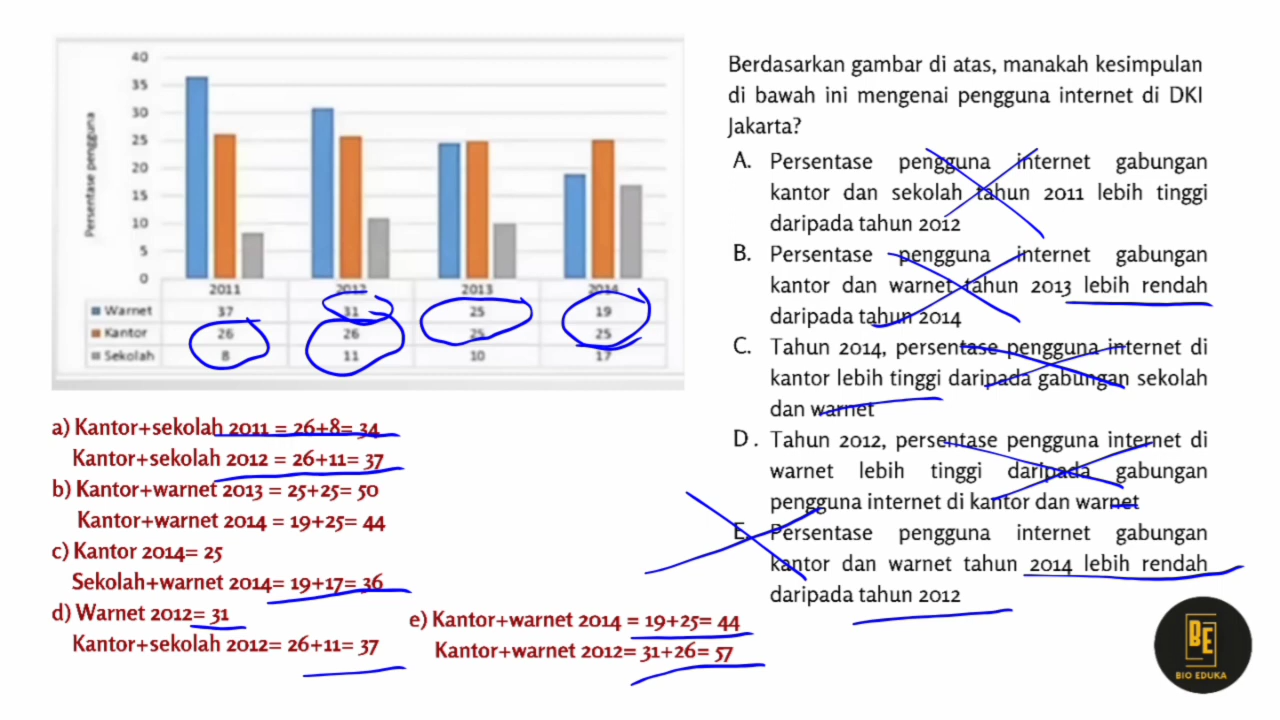 40
35
30
25
20
15
10
5
0
Persentase pengguna
2011 2012 2013 2014
Warnet 37 31 25 19
Kantor 26 26 25 25
Sekolah 8 11 10 17
a) Kantor+sekolah 2011 = 26+8= 34
Kantor+sekolah 2012 = 26+11= 37
b) Kantor+warnet 2013 = 25+25= 50
Kantor+warnet 2014 = 19+25= 44
c) Kantor 2014= 25
Sekolah+warnet 2014= 19+17= 36
d) Warnet 2012= 31
Kantor+sekolah 2012= 26+11= 37
e) Kantor+warnet 2014 = 19+25= 44
Kantor+warnet 2012= 31+26= 57
Berdasarkan gambar di atas, manakah kesimpulan
di bawah ini mengenai pengguna internet di DKI
Jakarta?
A. Persentase pengguna internet gabungan
kantor dan sekolah tahun 2011 lebih tinggi
daripada tahun 2012
B. Persentase pengguna internet gabungan
kantor dan warnet tahun 2013 lebih rendah
daripada tahun 2014
C. Tahun 2014, persentase pengguna internet di
kantor lebih tinggi daripada gabungan sekolah
dan warnet
D. Tahun 2012, persentase pengguna internet di
warnet lebih tinggi daripada gabungan
pengguna internet di kantor dan warnet
E. Persentase pengguna internet gabungan
kantor dan warnet tahun 2014 lebih rendah
daripada tahun 2012
BE
BIO EDUKA